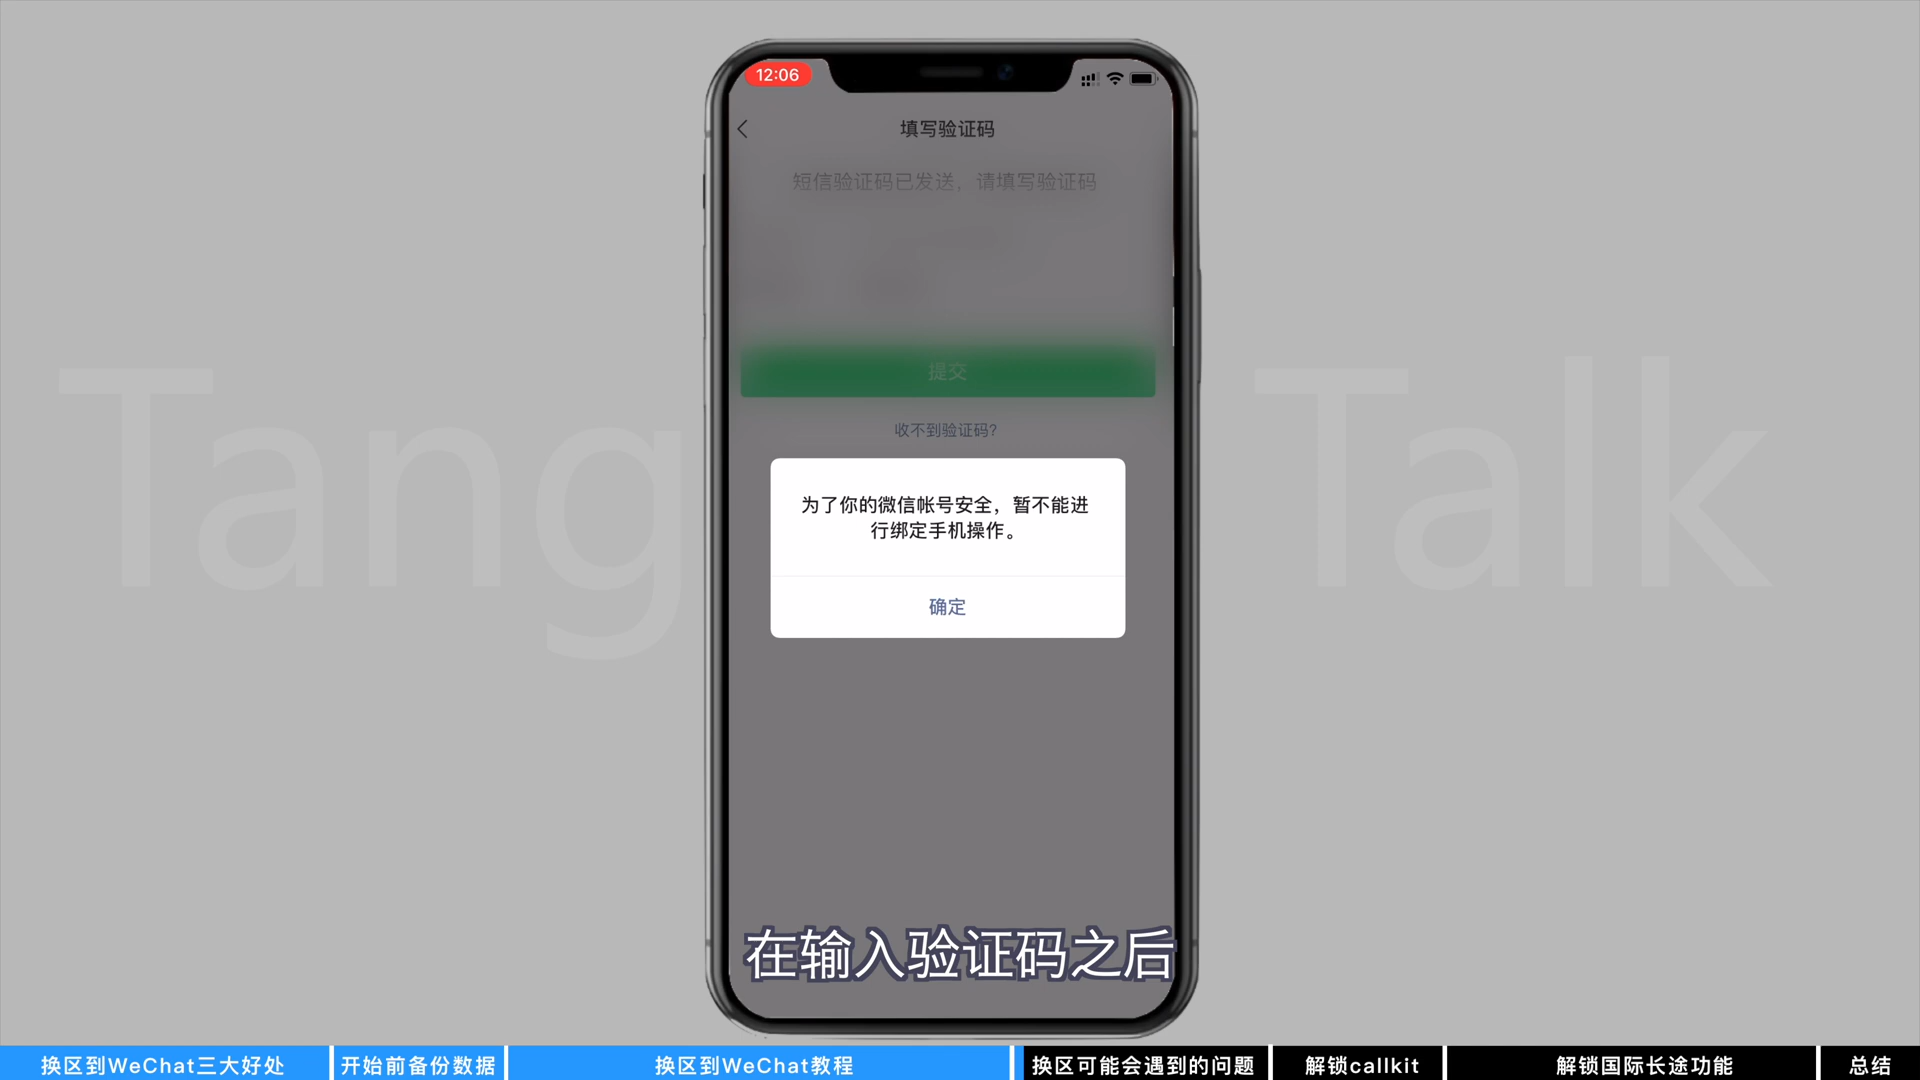 12:06
填写验证码
短信验证码已发送，请填写验证码
提交
收不到验证码?
Tang Talk
为了你的微信帐号安全，暂不能进
行绑定手机操作。
确定
在输入验证码之后
换区到WeChat三大好处
开始前备份数据
换区到WeChat教程
换区可能会遇到的问题
解锁callkit
解锁国际长途功能
总结